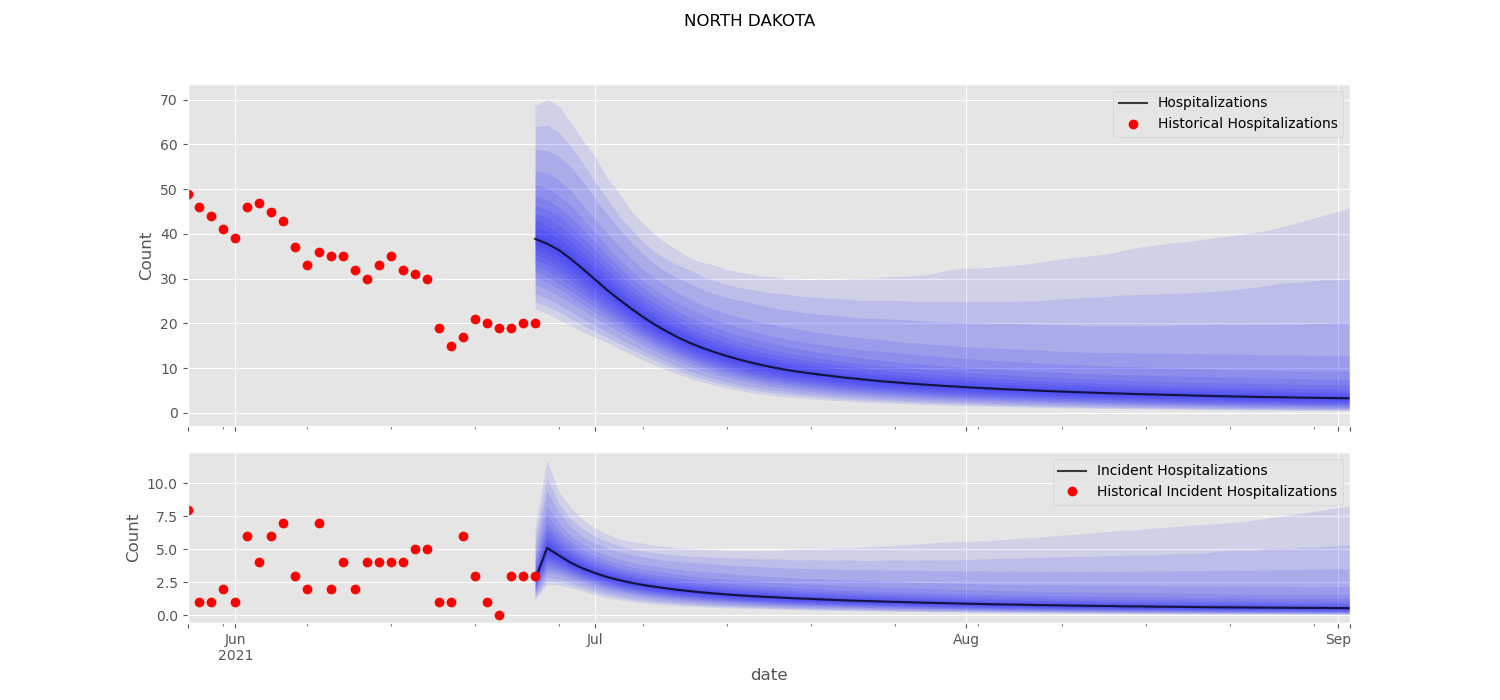 NORTH DAKOTA
70
60
50
40
30
20
10
0
Count
Hospitalizations
Historical Hospitalizations
10.0
7.5
5.0
2.5
0.0
Count
Incident Hospitalizations
Historical Incident Hospitalizations
Jun Jul Aug Sep
2021
date